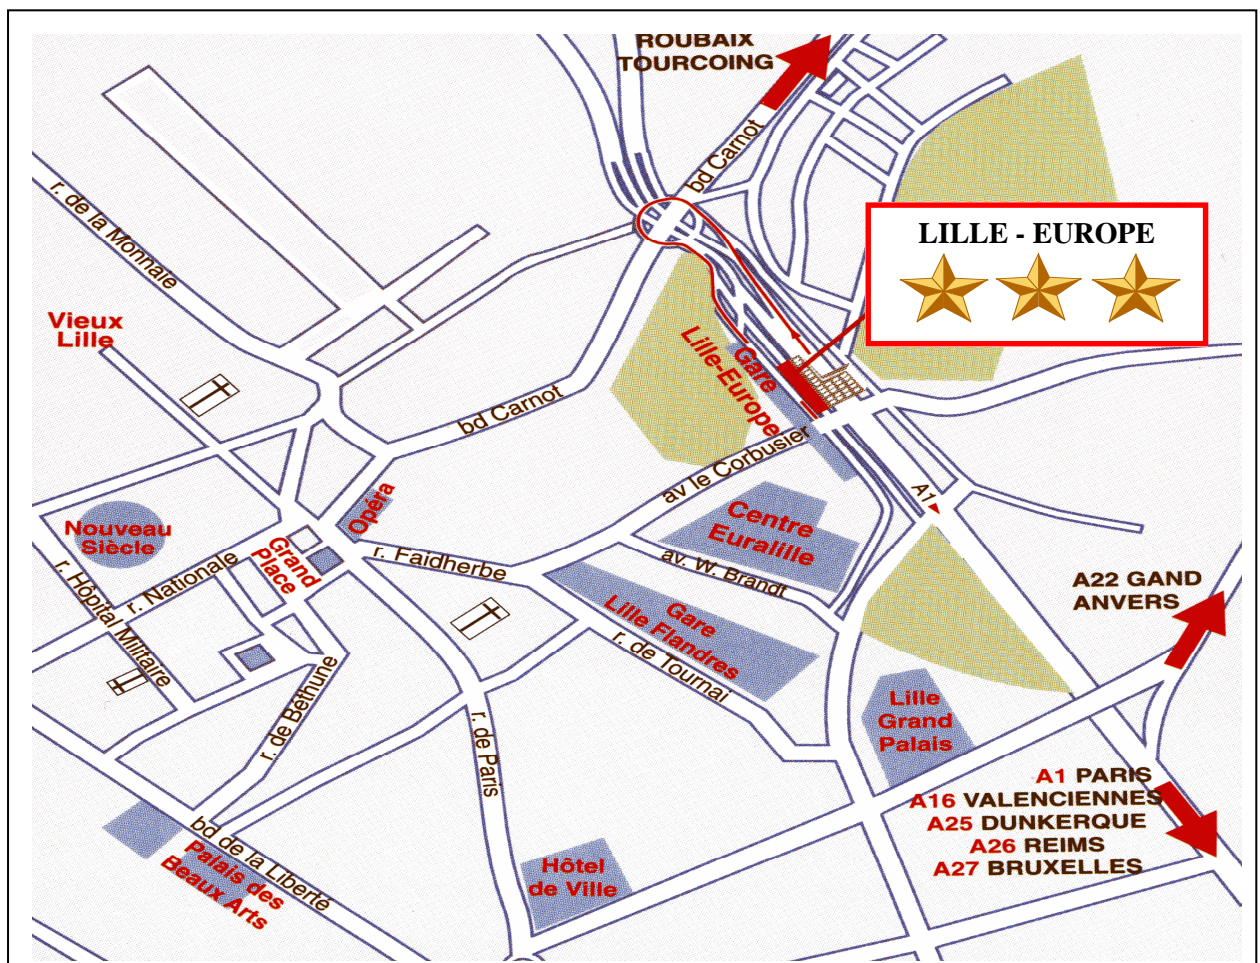 ROUBAIX
TOURCOING
bd Carnot
r. de la Monnaie
LILLE - EUROPE
Vieux
Lille
Gare
Lille-Europe
bd Carnot
av le Corbusier
A1
Opéra
Centre
Euralille
Nouveau
Siècle
Grand
Place
r. Nationale
r. Faidherbe
av. W. Brandt
r. Hôpital Militaire
Gare
Lille Flandres
r. de Tournai
A22 GAND
ANVERS
r. de Béthune
r. de Paris
Lille
Grand
Palais
A1 PARIS
A16 VALENCIENNES
A25 DUNKERQUE
A26 REIMS
A27 BRUXELLES
bd de la Liberté
Palais des
Beaux Arts
Hôtel
de Ville